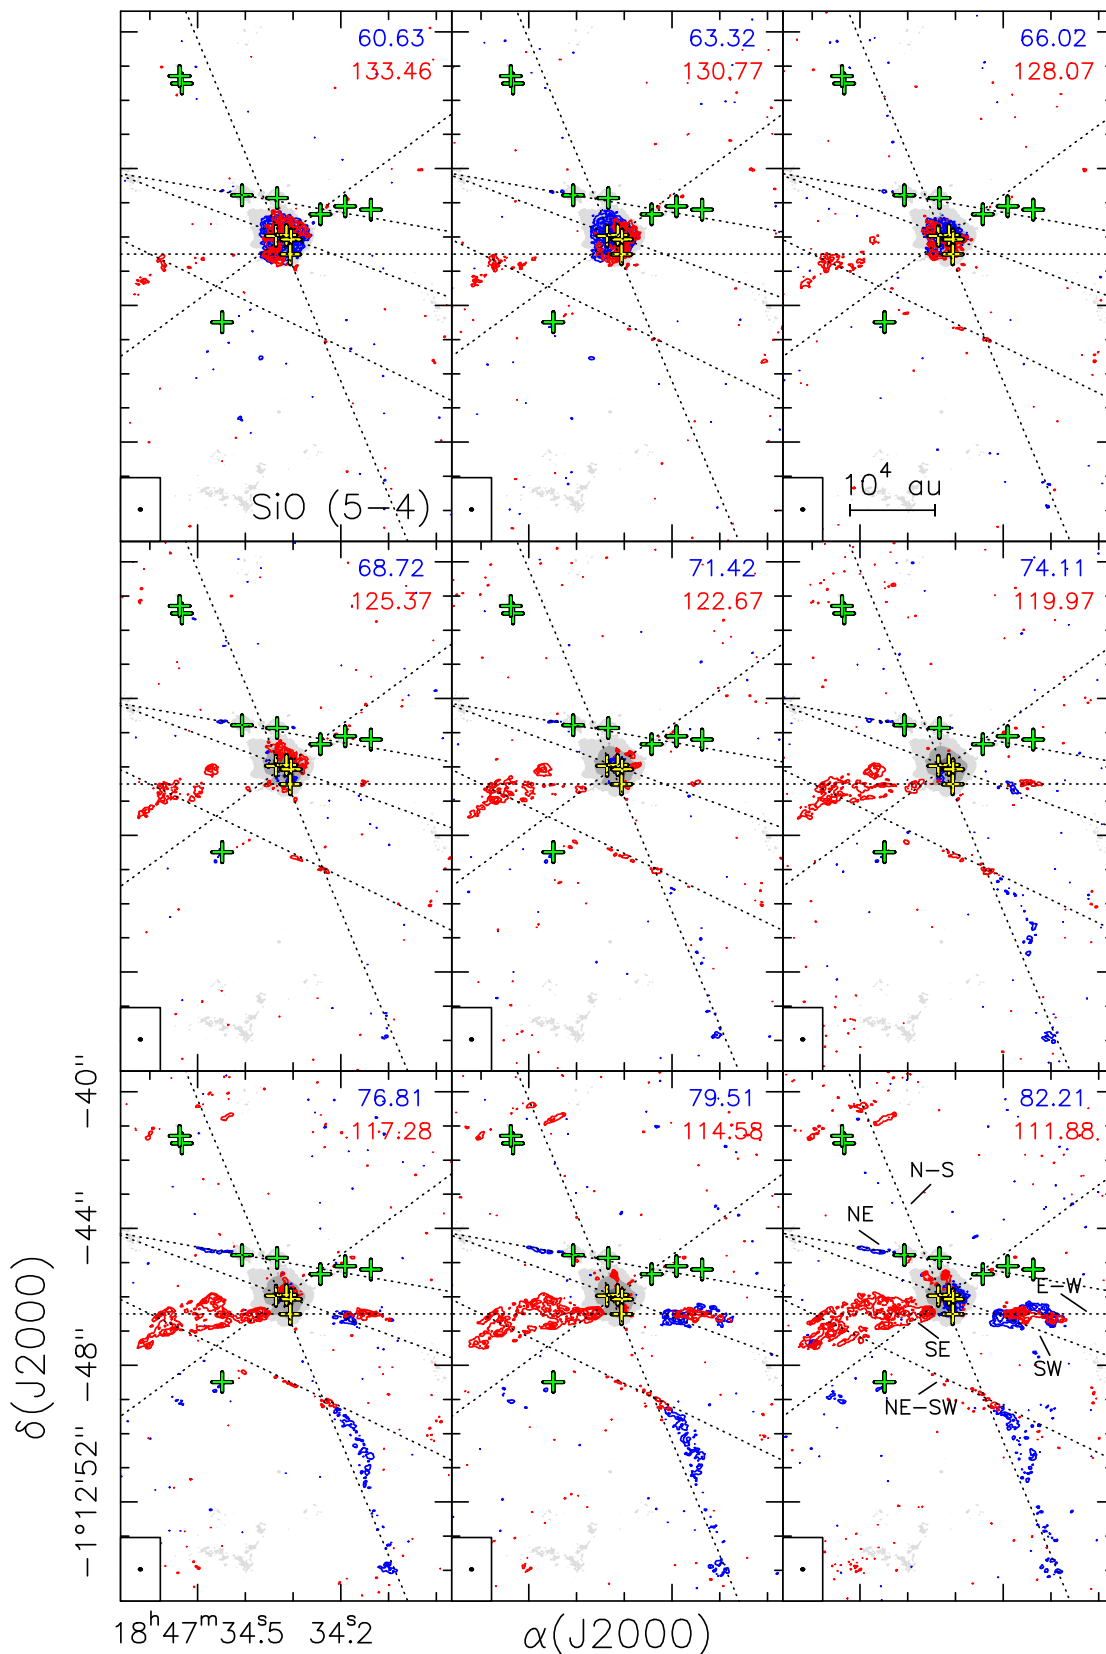 60.63
133.46
63.32
130.77
66.02
128.07
SiO (5−4)
10⁴ au
68.72
125.37
71.42
122.67
74.11
119.97
76.81
117.28
79.51
114.58
82.21
111.88
N−S
NE
E−W
SE
SW
NE−SW
−40''
−44''
−48''
−1°12'52''
δ(J2000)
18ʰ47ᵐ34.ˢ5
34.ˢ2
α(J2000)